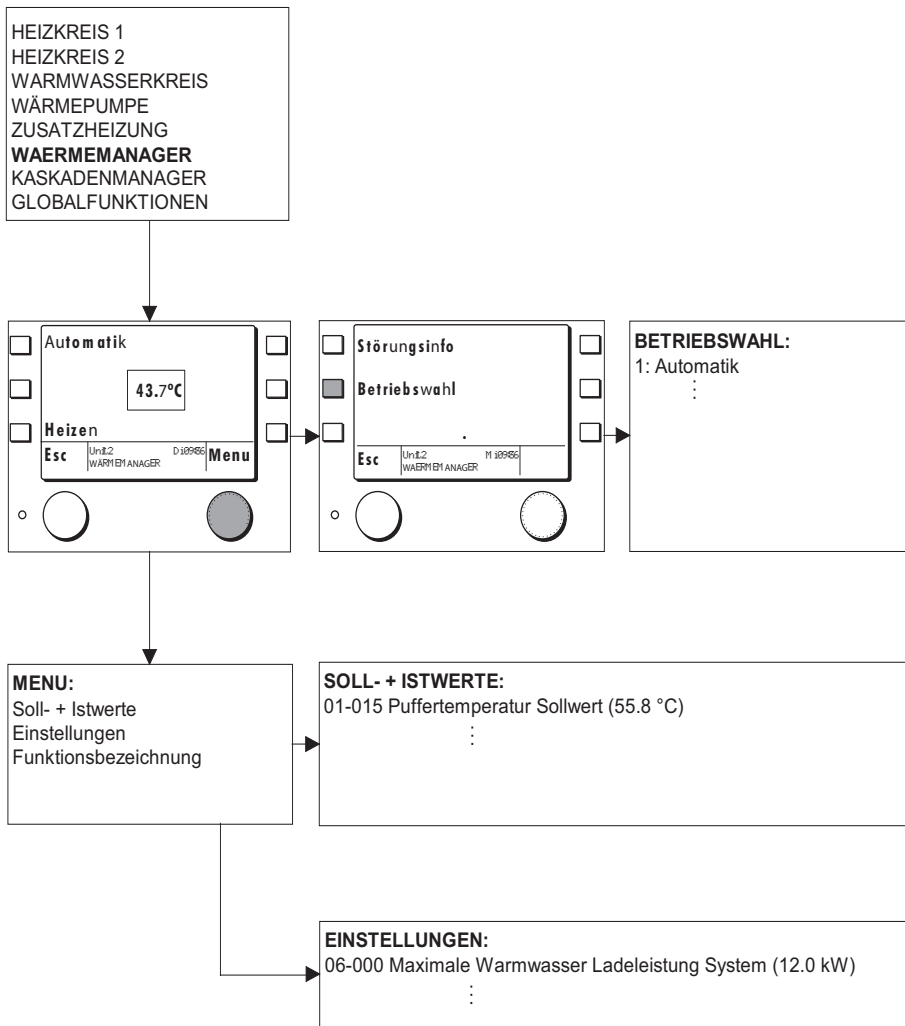 HEIZKREIS 1
HEIZKREIS 2
WARMWASSERKREIS
WÄRMEPUMPE
ZUSATZHEIZUNG
WAERMEMANAGER
KASKADENMANAGER
GLOBALFUNKTIONEN
Automatik
43.7°C
Heizen
Esc
WÄRMEMANAGER
Menu
Störungsinfo
Betriebswahl
.
Esc
WAERMEMANAGER
BETRIEBSWAHL:
1: Automatik
⋮
MENU:
Soll- + Istwerte
Einstellungen
Funktionsbezeichnung
SOLL- + ISTWERTE:
01-015 Puffertemperatur Sollwert (55.8 °C)
⋮
EINSTELLUNGEN:
06-000 Maximale Warmwasser Ladeleistung System (12.0 kW)
⋮